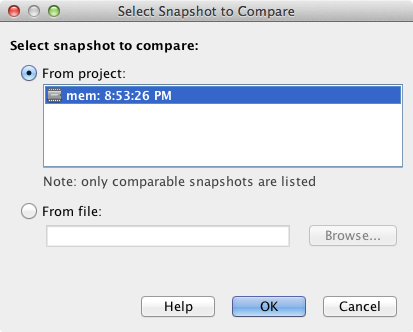 Select Snapshot to Compare
Select snapshot to compare:
From project:
mem: 8:53:26 PM
Note: only comparable snapshots are listed
From file:
Browse...
Help
OK
Cancel